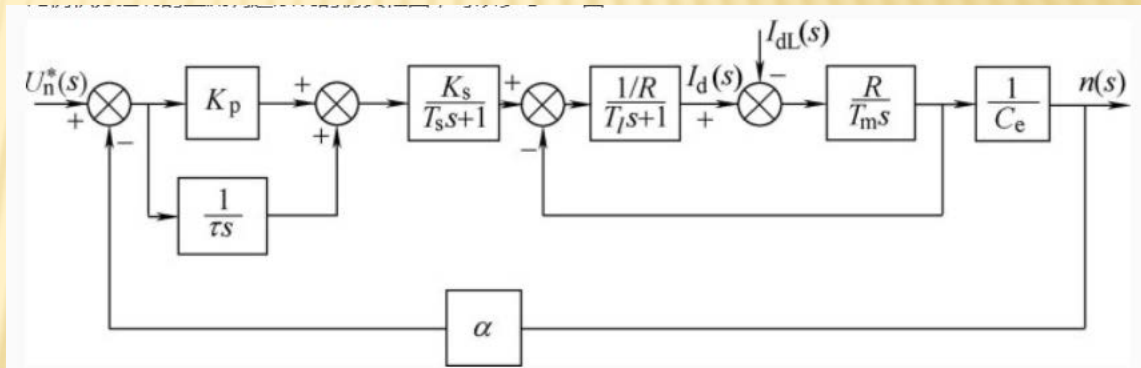 I_dL(s)
U_n^*(s)
+
−
K_p
+
+
K_s
T_s s+1
+
−
1/R
T_l s+1
I_d(s)
+
−
R
T_m s
1
C_e
n(s)
1
τs
α